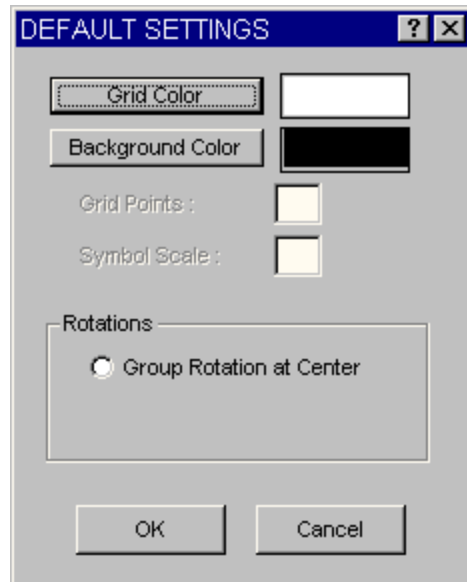 DEFAULT SETTINGS
Grid Color
Background Color
Grid Points :
Symbol Scale :
Rotations
Group Rotation at Center
OK Cancel